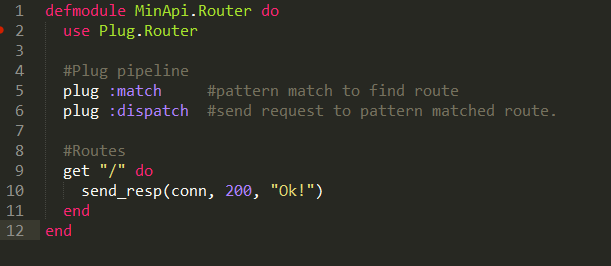 1 defmodule MinApi.Router do
2   use Plug.Router
3
4   #Plug pipeline
5   plug :match     #pattern match to find route
6   plug :dispatch  #send request to pattern matched route.
7
8   #Routes
9   get "/" do
10     send_resp(conn, 200, "Ok!")
11   end
12 end